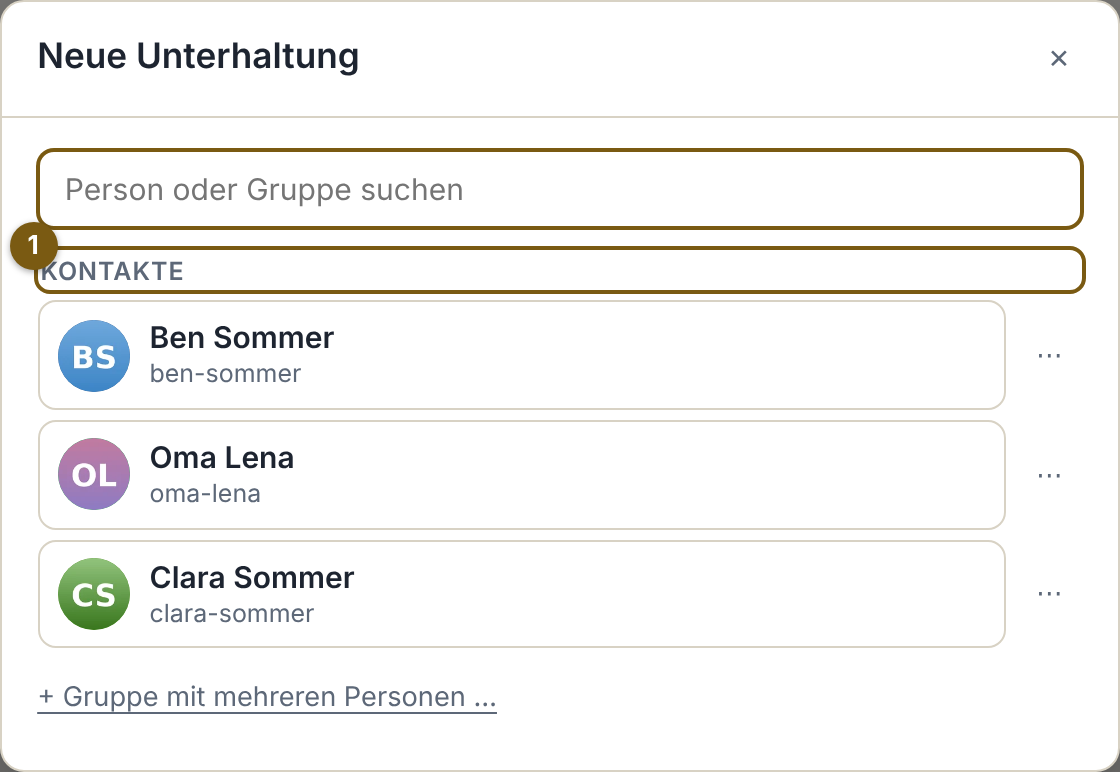 Neue Unterhaltung
×
Person oder Gruppe suchen
1
KONTAKTE
BS
Ben Sommer
ben-sommer
...
OL
Oma Lena
oma-lena
...
CS
Clara Sommer
clara-sommer
...
+ Gruppe mit mehreren Personen ...